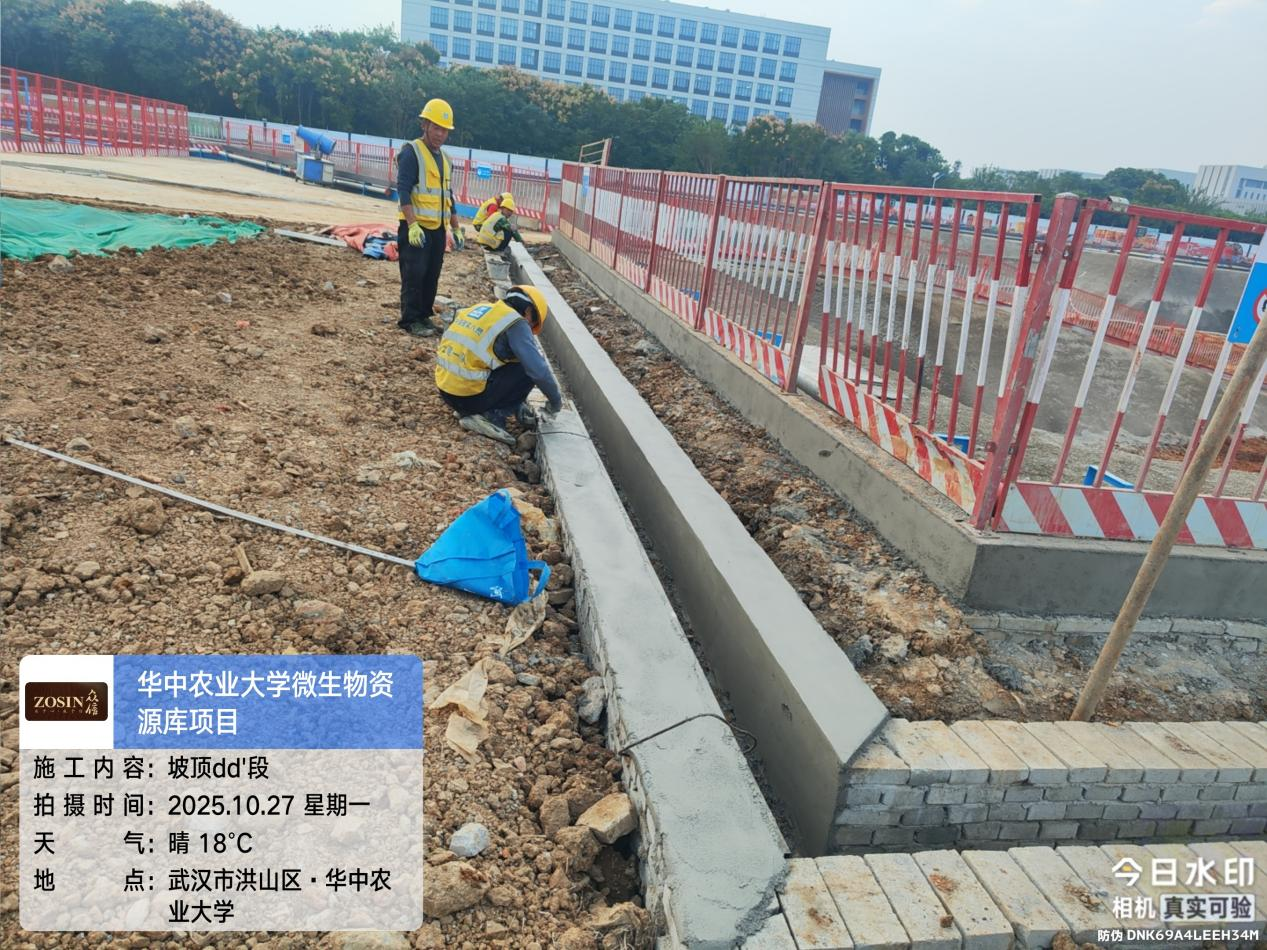 ZOSIN 众信
华中农业大学微生物资
源库项目
施工内容：坡顶dd'段
拍摄时间：2025.10.27 星期一
天气：晴 18°C
地点：武汉市洪山区·华中农
业大学
今日水印
相机 真实可验
防伪 DNK69A4LEEH34M